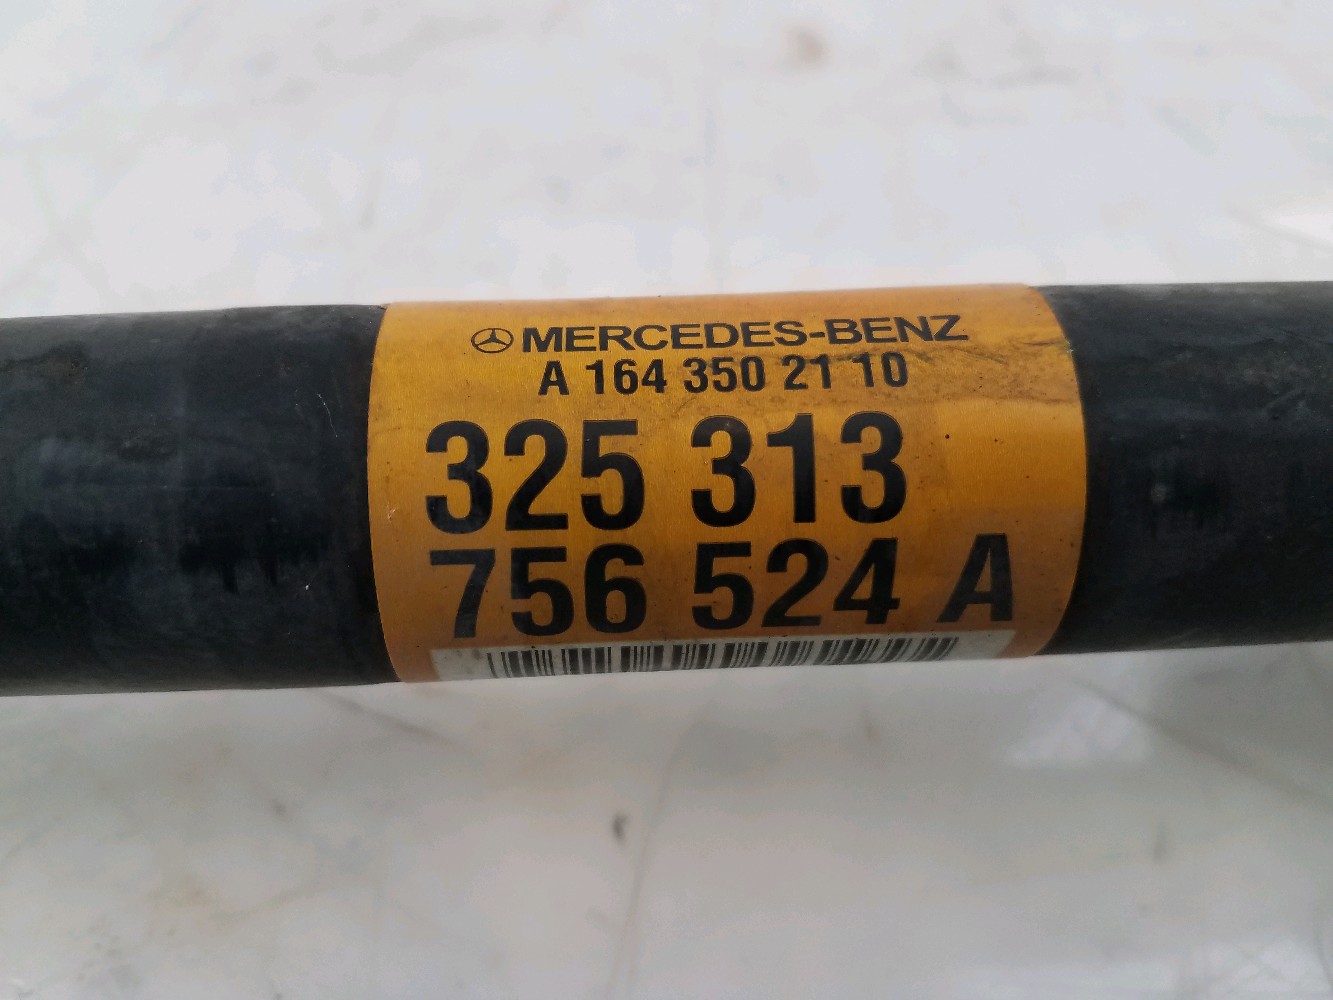 MERCEDES-BENZ
A 164 350 21 10
325 313
756 524 A